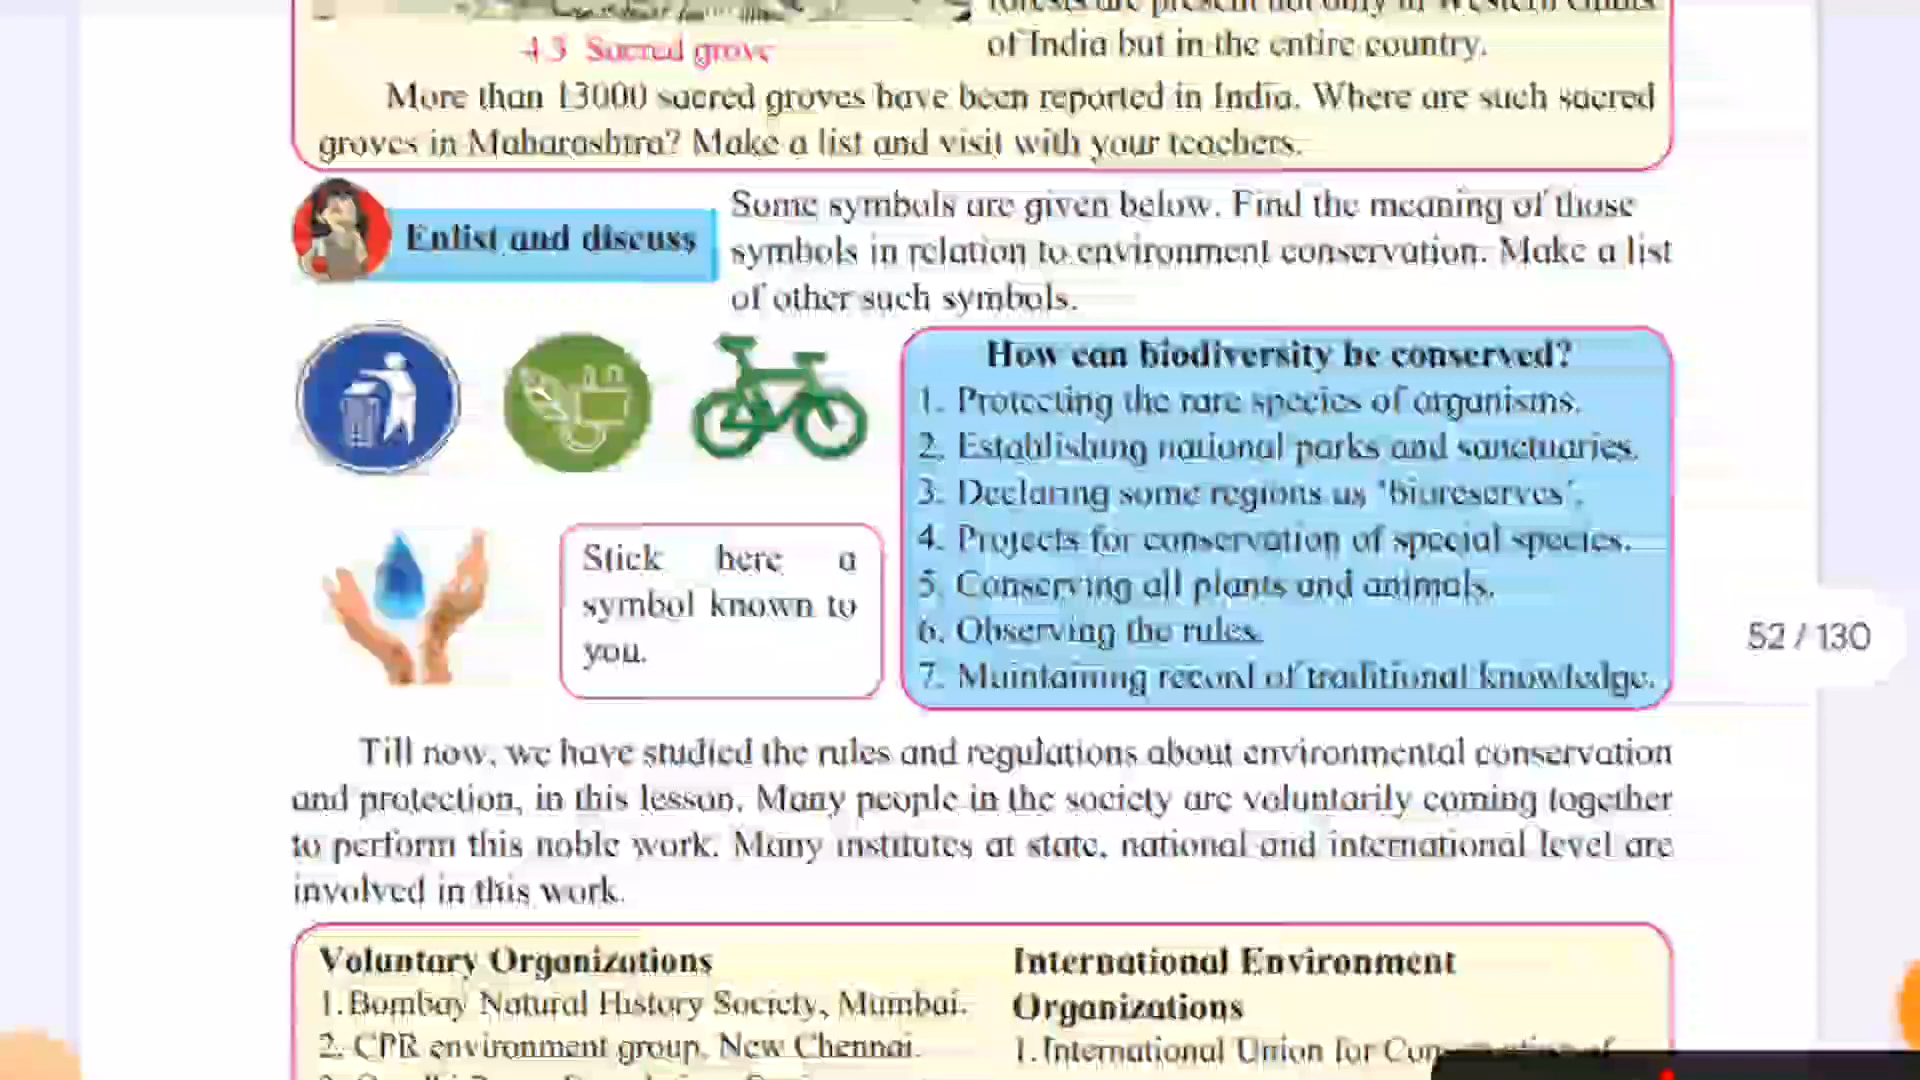 of India but in the entire country.
4.3 Sacred grove
More than 13000 sacred groves have been reported in India. Where are such sacred
groves in Maharashtra? Make a list and visit with your teachers.
Enlist and discuss
Some symbols are given below. Find the meaning of those
symbols in relation to environment conservation. Make a list
of other such symbols.
How can biodiversity be conserved?
1. Protecting the rare species of organisms.
2. Establishing national parks and sanctuaries.
3. Declaring some regions as 'bioreserves'.
4. Projects for conservation of special species.
5. Conserving all plants and animals.
6. Observing the rules.
7. Maintaining record of traditional knowledge.
Stick here a
symbol known to
you.
52 / 130
Till now, we have studied the rules and regulations about environmental conservation
and protection, in this lesson. Many people in the society are voluntarily coming together
to perform this noble work. Many institutes at state, national and international level are
involved in this work.
Voluntary Organizations
1. Bombay Natural History Society, Mumbai.
2. CPR environment group, New Chennai.
International Environment
Organizations
1. International Union for